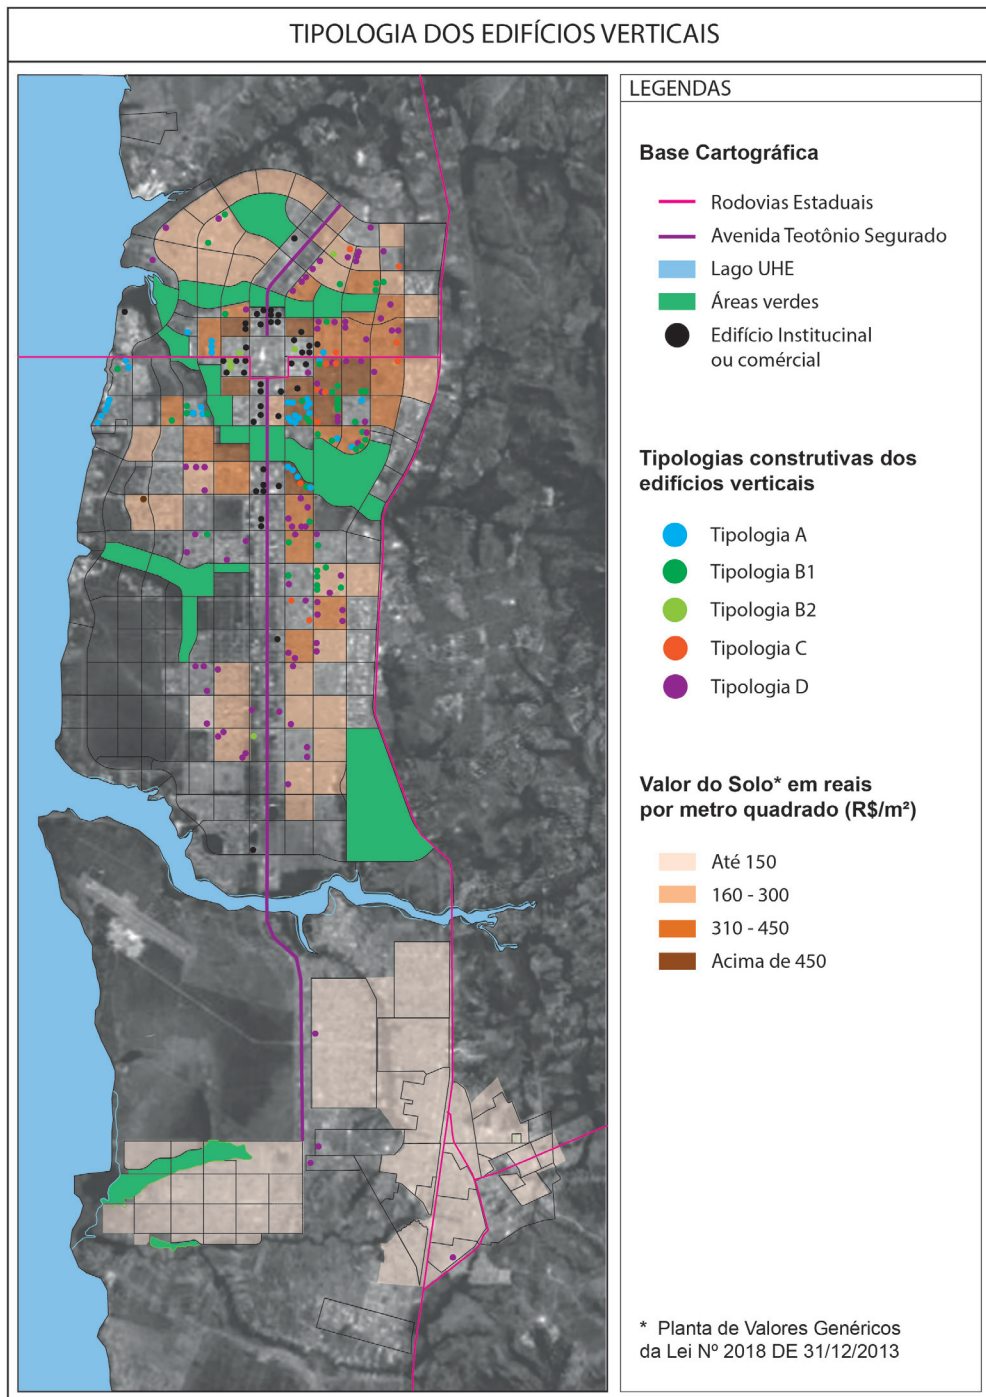 TIPOLOGIA DOS EDIFÍCIOS VERTICAIS
LEGENDAS
Base Cartográfica
Rodovias Estaduais
Avenida Teotônio Segurado
Lago UHE
Áreas verdes
Edifício Institucinal
ou comércial
Tipologias construtivas dos
edifícios verticais
Tipologia A
Tipologia B1
Tipologia B2
Tipologia C
Tipologia D
Valor do Solo* em reais
por metro quadrado (R$/m²)
Até 150
160 - 300
310 - 450
Acima de 450
* Planta de Valores Genéricos
da Lei Nº 2018 DE 31/12/2013